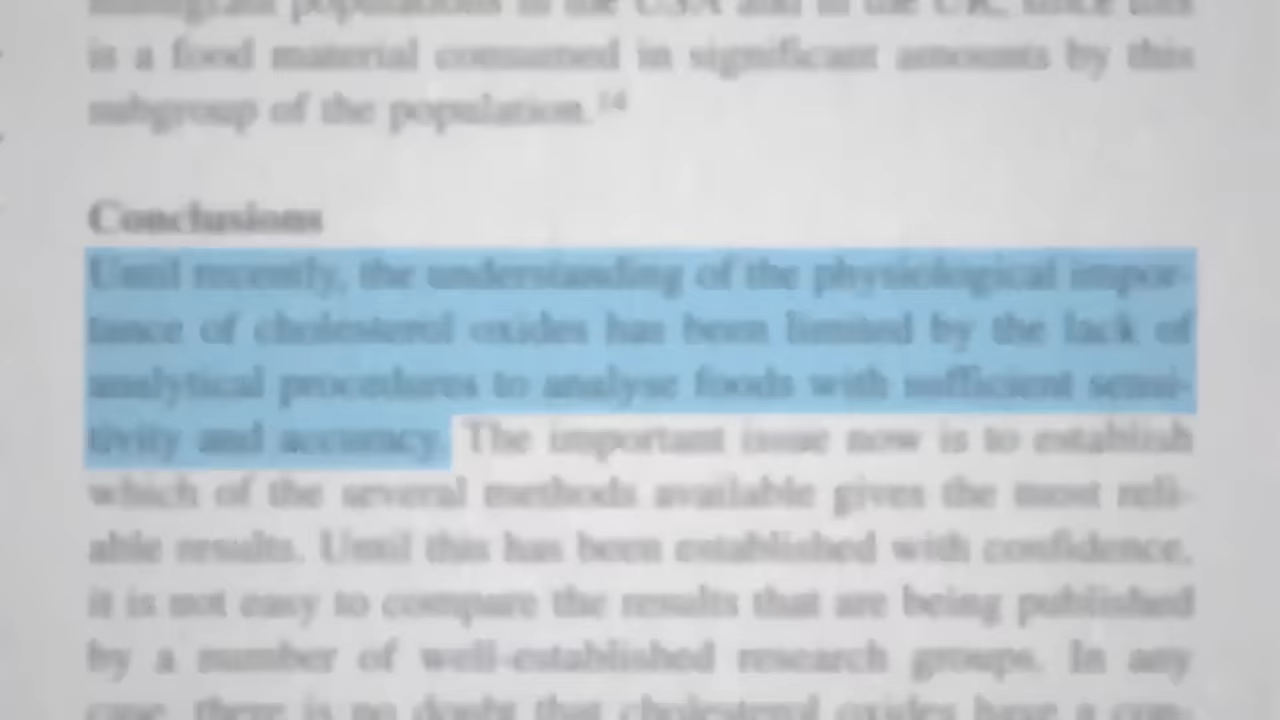 immigrant populations in the USA and in the UK, since this
is a food material consumed in significant amounts by this
subgroup of the population.14
Conclusions
Until recently, the understanding of the physiological impor-
tance of cholesterol oxides has been limited by the lack of
analytical procedures to analyse foods with sufficient sensi-
tivity and accuracy. The important issue now is to establish
which of the several methods available gives the most reli-
able results. Until this has been established with confidence,
it is not easy to compare the results that are being published
by a number of well-established research groups. In any
case, there is no doubt that cholesterol oxides have a con-